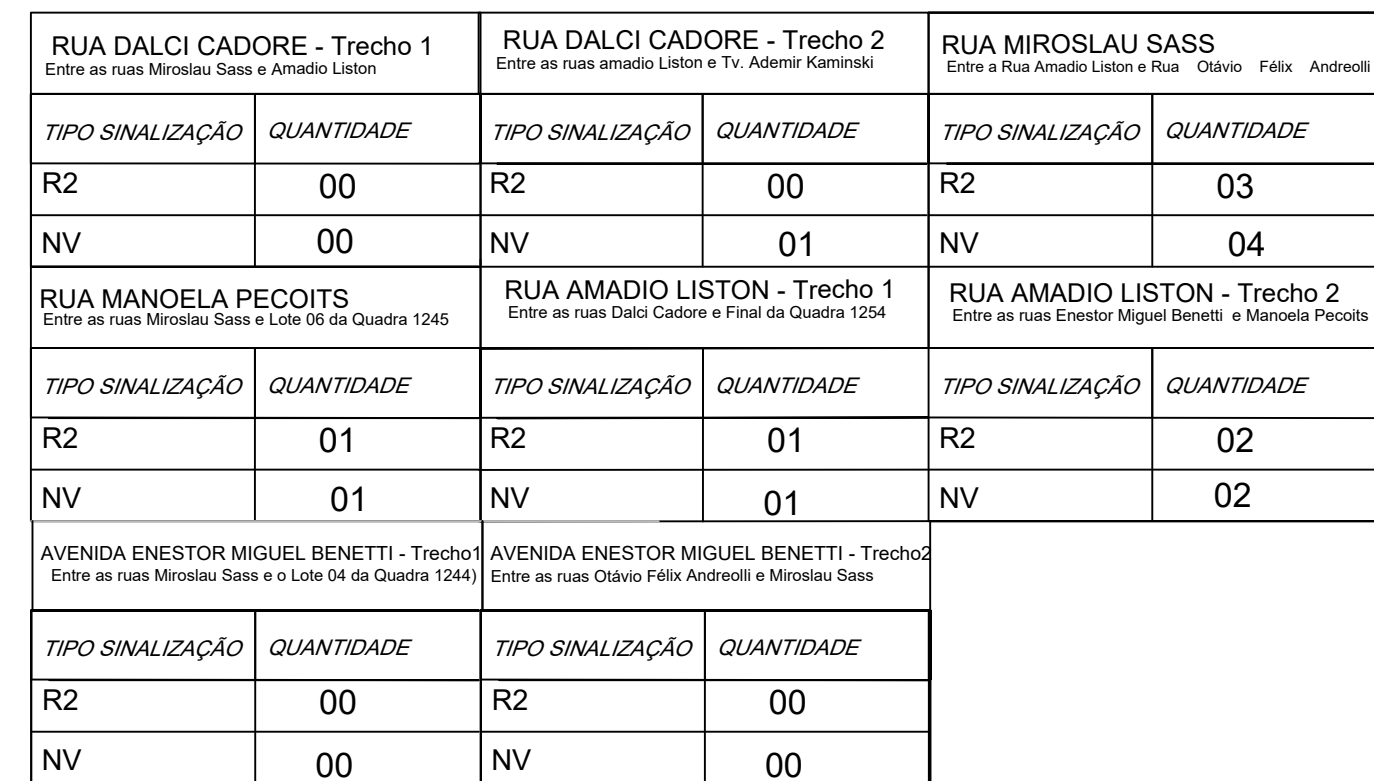 RUA DALCI CADORE - Trecho 1
Entre as ruas Miroslau Sass e Amadio Liston
TIPO SINALIZAÇÃO QUANTIDADE
R2 00
NV 00
RUA DALCI CADORE - Trecho 2
Entre as ruas amadio Liston e Tv. Ademir Kaminski
TIPO SINALIZAÇÃO QUANTIDADE
R2 00
NV 01
RUA MIROSLAU SASS
Entre a Rua Amadio Liston e Rua Otávio Félix Andreolli
TIPO SINALIZAÇÃO QUANTIDADE
R2 03
NV 04
RUA MANOELA PECOITS
Entre as ruas Miroslau Sass e Lote 06 da Quadra 1245
TIPO SINALIZAÇÃO QUANTIDADE
R2 01
NV 01
RUA AMADIO LISTON - Trecho 1
Entre as ruas Dalci Cadore e Final da Quadra 1254
TIPO SINALIZAÇÃO QUANTIDADE
R2 01
NV 01
RUA AMADIO LISTON - Trecho 2
Entre as ruas Enestor Miguel Benetti e Manoela Pecoits
TIPO SINALIZAÇÃO QUANTIDADE
R2 02
NV 02
AVENIDA ENESTOR MIGUEL BENETTI - Trecho1
Entre as ruas Miroslau Sass e o Lote 04 da Quadra 1244)
TIPO SINALIZAÇÃO QUANTIDADE
R2 00
NV 00
AVENIDA ENESTOR MIGUEL BENETTI - Trecho2
Entre as ruas Otávio Félix Andreolli e Miroslau Sass
TIPO SINALIZAÇÃO QUANTIDADE
R2 00
NV 00